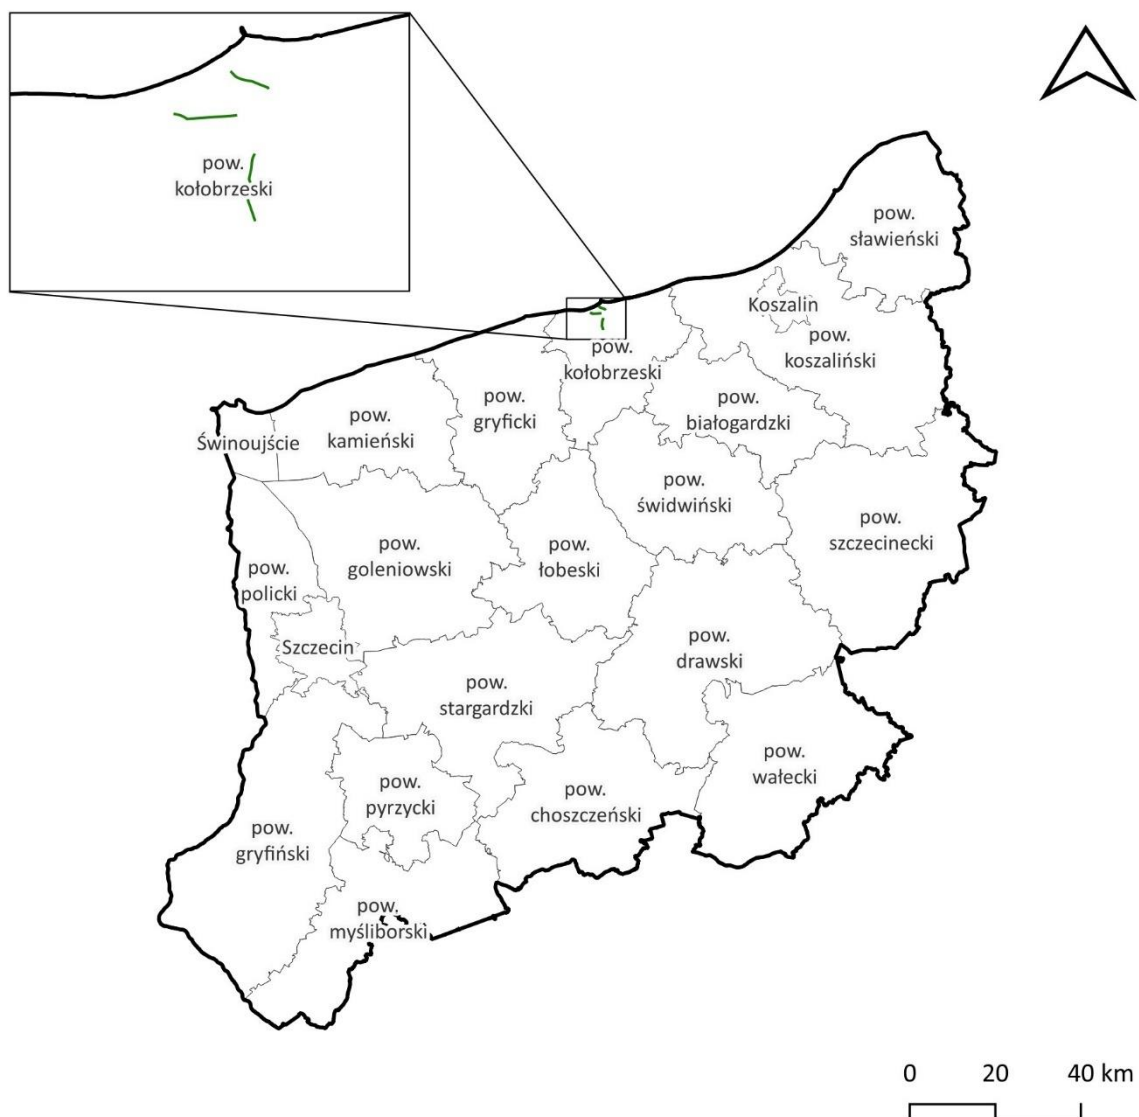 pow.
kołobrzeski
pow.
sławieński
Koszalin
pow.
koszaliński
pow.
kołobrzeski
pow.
białogardzki
pow.
gryficki
pow.
kamieński
Świnoujście
pow.
świdwiński
pow.
szczecinecki
pow.
goleniowski
pow.
łobeski
pow.
policki
Szczecin
pow.
drawski
pow.
stargardzki
pow.
wałecki
pow.
pyrzycki
pow.
choszczeński
pow.
gryfiński
pow.
myśliborski
0 20 40 km